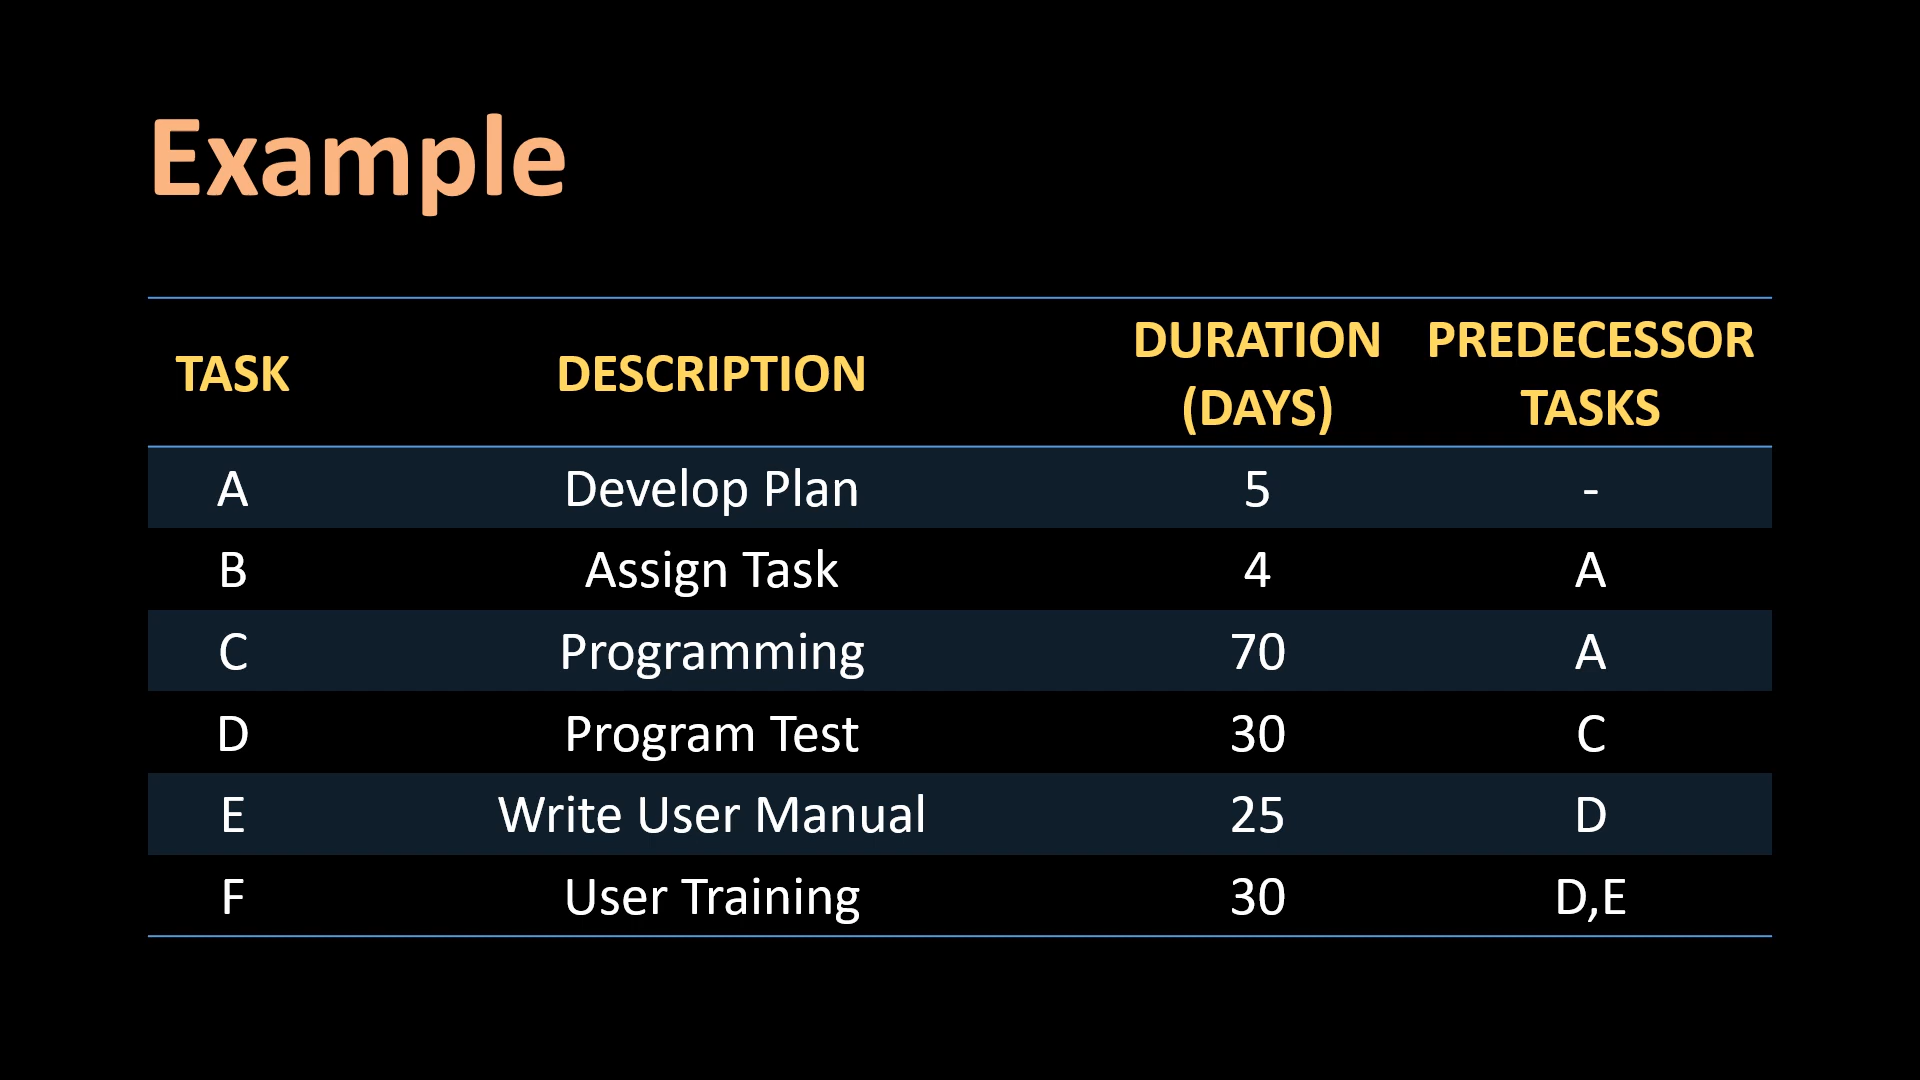 Example
TASK DESCRIPTION DURATION (DAYS) PREDECESSOR TASKS
A Develop Plan 5 -
B Assign Task 4 A
C Programming 70 A
D Program Test 30 C
E Write User Manual 25 D
F User Training 30 D,E